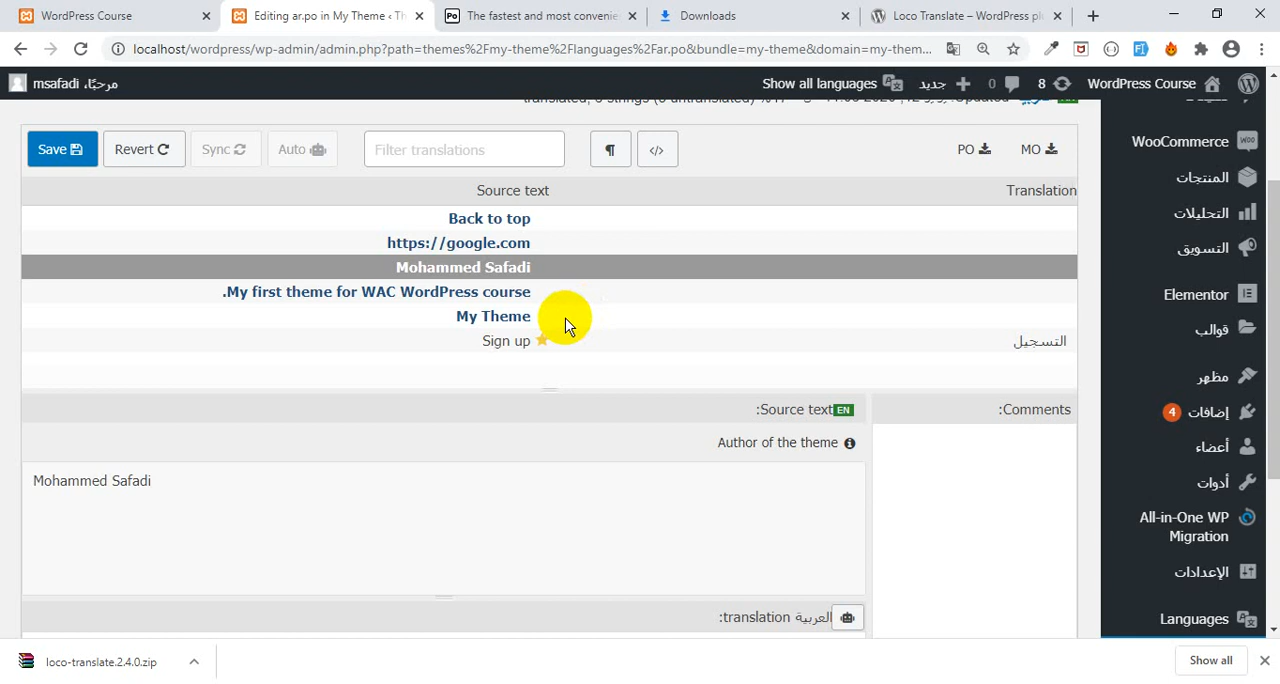 WordPress Course
Editing ar.po in My Theme ‹ Th
Po
The fastest and most convenie
Downloads
Loco Translate – WordPress plu
localhost/wordpress/wp-admin/admin.php?path=themes%2Fmy-theme%2Flanguages%2Far.po&bundle=my-theme&domain=my-them...
مرحبًا، msafadi
Show all languages
جديد
0
8
WordPress Course
Save
Revert
Sync
Auto
Filter translations
¶
</>
PO
MO
Source text
Translation
Back to top
https://google.com
Mohammed Safadi
.My first theme for WAC WordPress course
My Theme
Sign up
التسجيل
:Source text
EN
:Comments
Author of the theme
Mohammed Safadi
:translation العربية
WooCommerce
المنتجات
التحليلات
التسويق
Elementor
قوالب
مظهر
إضافات
4
أعضاء
أدوات
All-in-One WP
Migration
الإعدادات
Languages
loco-translate.2.4.0.zip
Show all